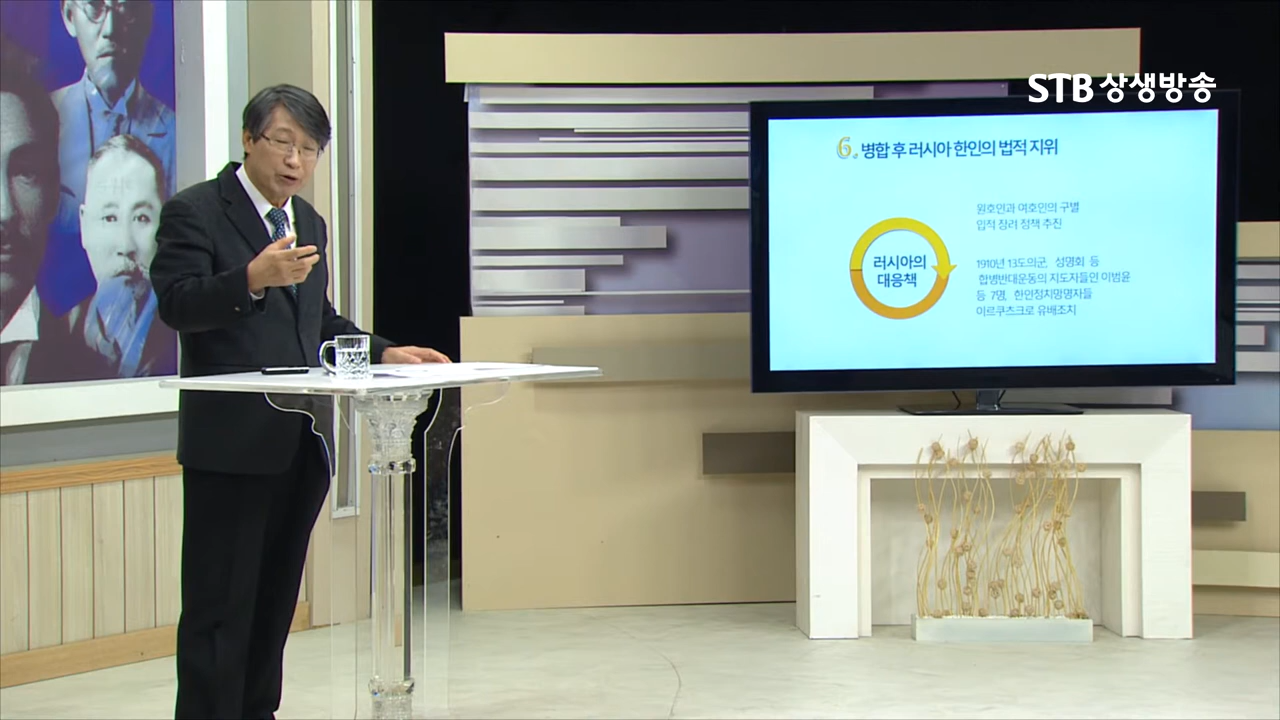 STB 상생방송
6. 병합 후 러시아 한인의 법적 지위
러시아의
대응책
원호인과 여호인의 구별
입적 장려 정책 추진
1910년 13도의군, 성명회 등
합병반대운동의 지도자들인 이범윤
등 7명, 한인정치망명자들
이르쿠츠크로 유배조치